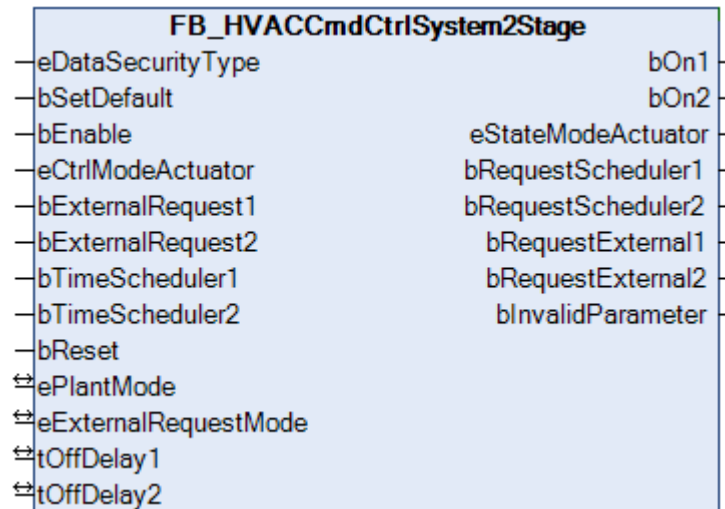 FB_HVACCmdCtrlSystem2Stage
eDataSecurityType bOn1
bSetDefault bOn2
bEnable eStateModeActuator
eCtrlModeActuator bRequestScheduler1
bExternalRequest1 bRequestScheduler2
bExternalRequest2 bRequestExternal1
bTimeScheduler1 bRequestExternal2
bTimeScheduler2 bInvalidParameter
bReset
ePlantMode
eExternalRequestMode
tOffDelay1
tOffDelay2